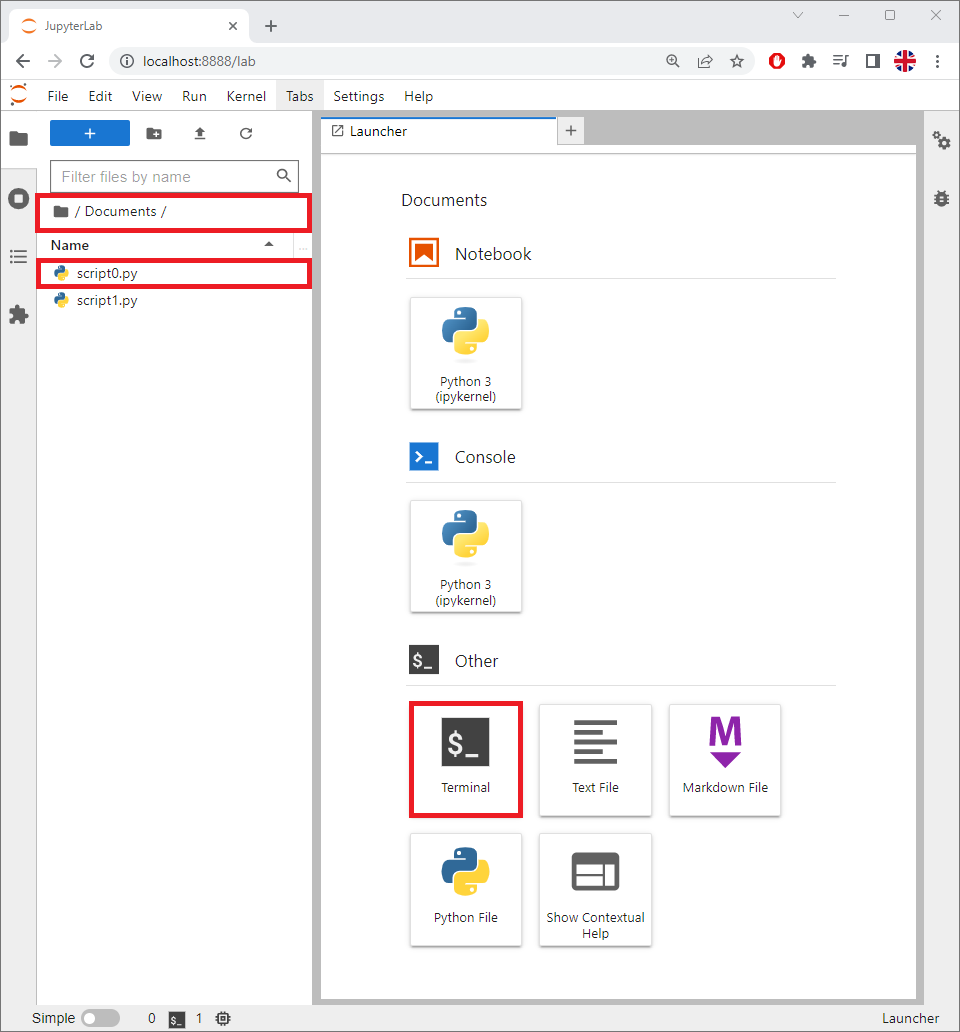 JupyterLab
localhost:8888/lab
File Edit View Run Kernel Tabs Settings Help
+
Launcher
+
Filter files by name
/ Documents /
Name
...
script0.py
script1.py
Documents
Notebook
Python 3
(ipykernel)
>_ Console
Python 3
(ipykernel)
$_ Other
$_
Terminal
Text File
M
Markdown File
Python File
Show Contextual
Help
Simple 0 $_ 1 Launcher